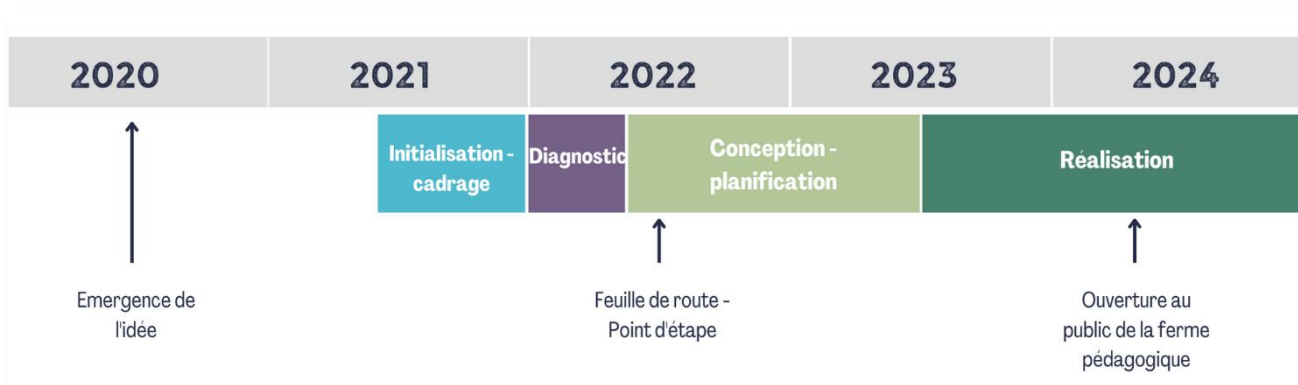 2020 2021 2022 2023 2024
Initialisation -
cadrage
Diagnostic
Conception -
planification
Réalisation
Emergence de
l'idée
Feuille de route -
Point d'étape
Ouverture au
public de la ferme
pédagogique